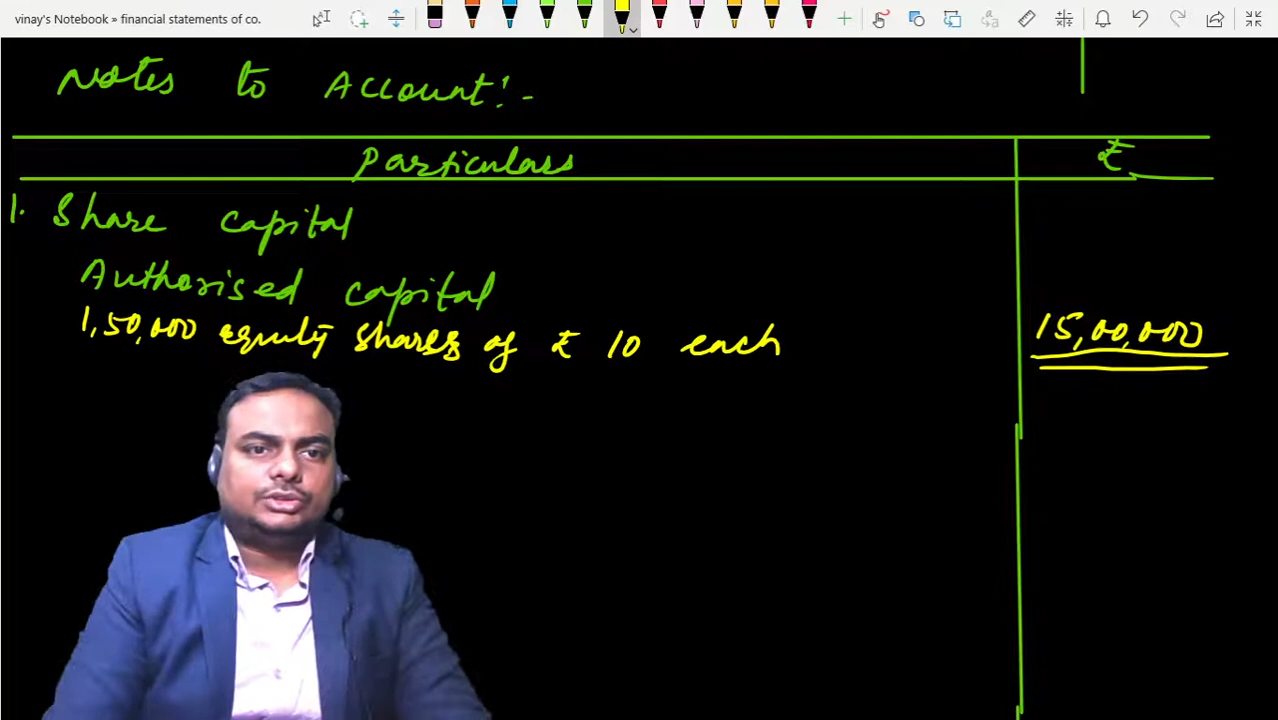 vinay's Notebook » financial statements of co.
Notes to Account:-
Particulars ₹
1. Share capital
Authorised capital
1,50,000 equity shares of ₹ 10 each 15,00,000